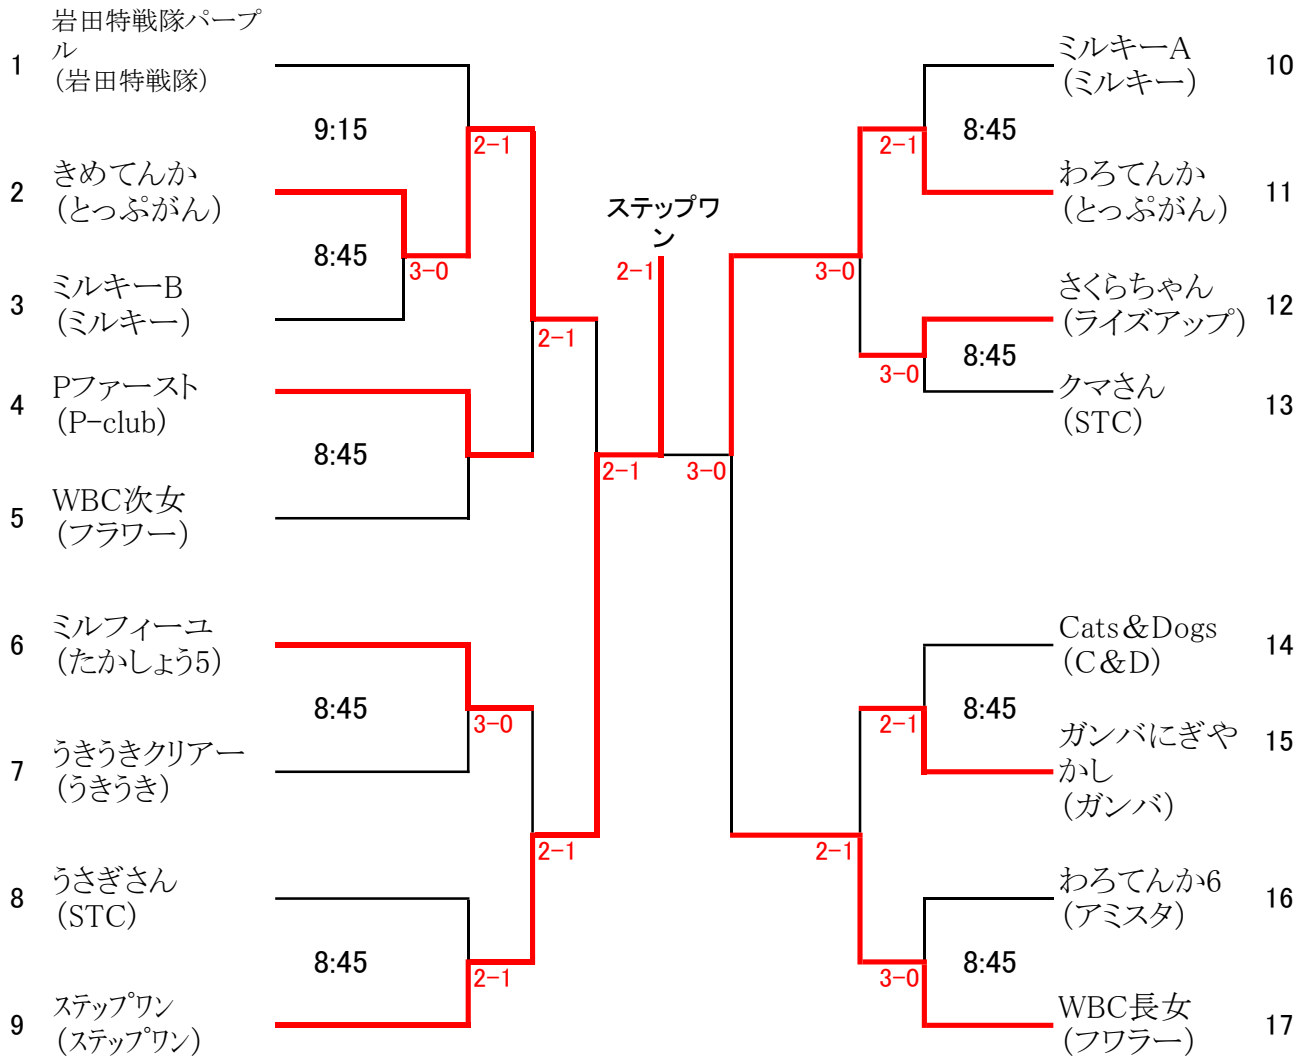 岩田特戦隊パープ
ル
(岩田特戦隊)
1
9:15
2-1
きめてんか
(とっぷがん)
2
8:45
3-0
ミルキーB
(ミルキー)
3
2-1
Pファースト
(P-club)
4
8:45
WBC次女
(フラワー)
5
2-1
ミルフィーユ
(たかしょう5)
6
8:45
3-0
うきうきクリアー
(うきうき)
7
2-1
うさぎさん
(STC)
8
8:45
2-1
ステップワン
(ステップワン)
9
ステップワ
ン
2-1
ミルキーA
(ミルキー)
10
8:45
2-1
わろてんか
(とっぷがん)
11
3-0
さくらちゃん
(ライズアップ)
12
8:45
3-0
クマさん
(STC)
13
3-0
Cats&Dogs
(C&D)
14
8:45
2-1
ガンバにぎや
かし
(ガンバ)
15
2-1
わろてんか6
(アミスタ)
16
8:45
3-0
WBC長女
(フワラー)
17